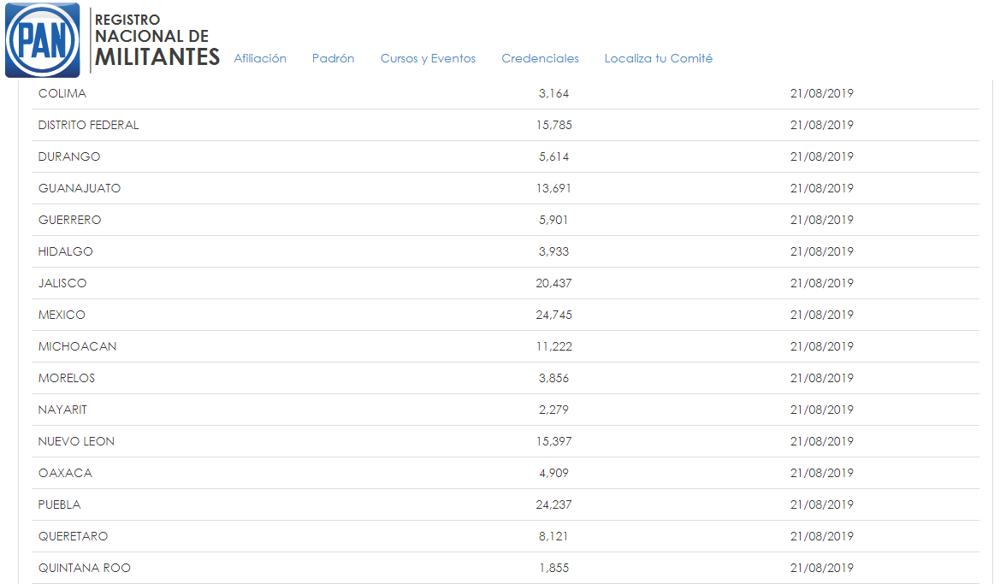 PAN
REGISTRO
NACIONAL DE
MILITANTES
Afiliación Padrón Cursos y Eventos Credenciales Localiza tu Comité
COLIMA 3,164 21/08/2019
DISTRITO FEDERAL 15,785 21/08/2019
DURANGO 5,614 21/08/2019
GUANAJUATO 13,691 21/08/2019
GUERRERO 5,901 21/08/2019
HIDALGO 3,933 21/08/2019
JALISCO 20,437 21/08/2019
MEXICO 24,745 21/08/2019
MICHOACAN 11,222 21/08/2019
MORELOS 3,856 21/08/2019
NAYARIT 2,279 21/08/2019
NUEVO LEON 15,397 21/08/2019
OAXACA 4,909 21/08/2019
PUEBLA 24,237 21/08/2019
QUERETARO 8,121 21/08/2019
QUINTANA ROO 1,855 21/08/2019